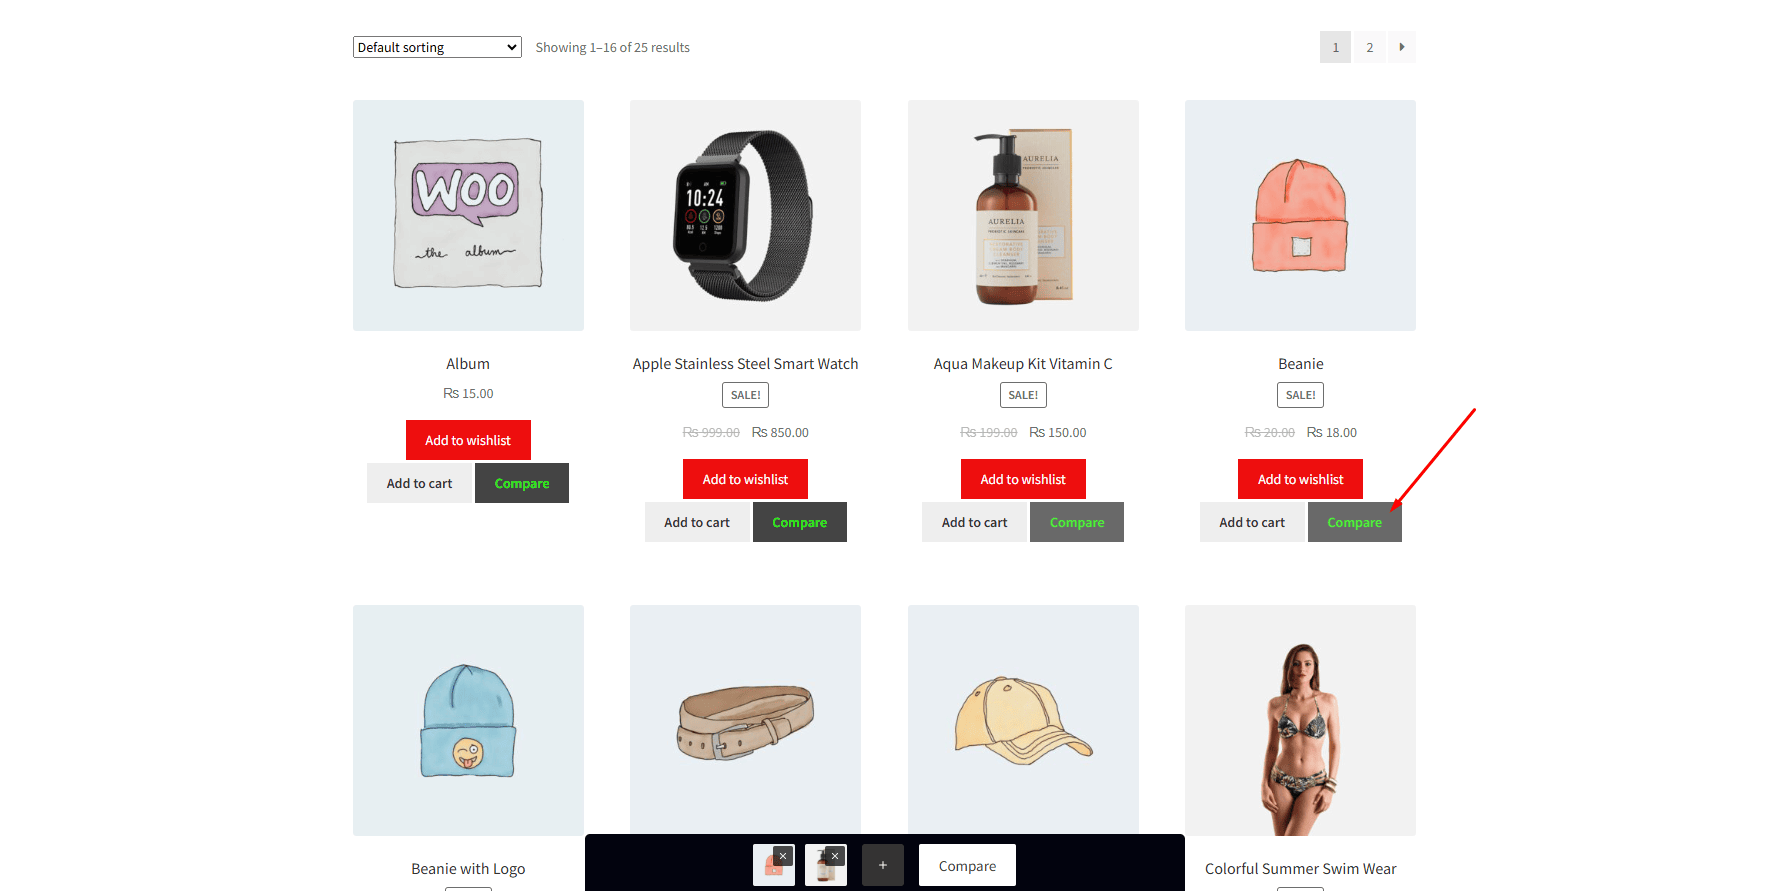 Default sorting
Showing 1–16 of 25 results
1 2
WOO
the album
10:24
AURELIA
AURELIA
PROBIOTIC SKINCARE
Album
Apple Stainless Steel Smart Watch
Aqua Makeup Kit Vitamin C
Beanie
SALE!
SALE!
SALE!
₨ 15.00
₨ 999.00 ₨ 850.00
₨ 199.00 ₨ 150.00
₨ 20.00 ₨ 18.00
Add to wishlist
Add to wishlist
Add to wishlist
Add to wishlist
Add to cart Compare
Add to cart Compare
Add to cart Compare
Add to cart Compare
+ Compare
Beanie with Logo
Colorful Summer Swim Wear